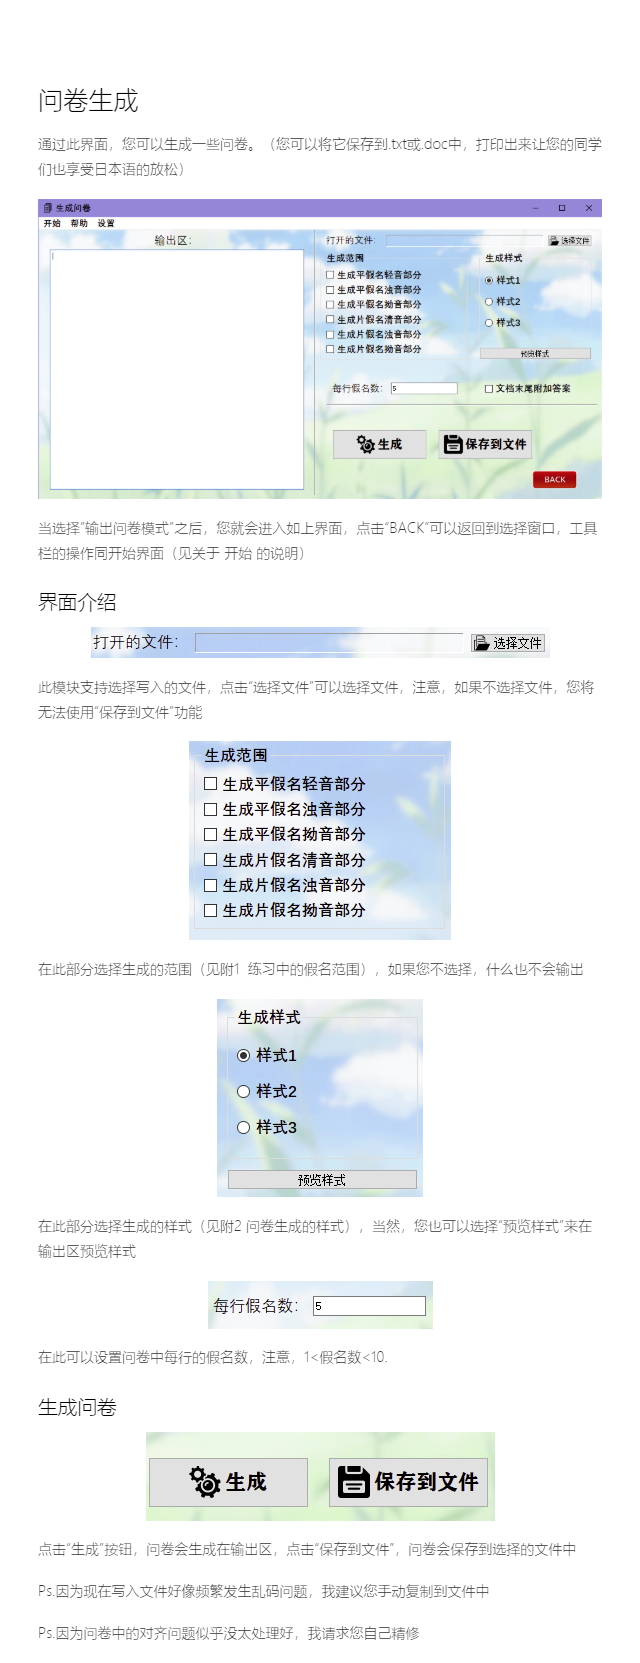 问卷生成
通过此界面，您可以生成一些问卷。（您可以将它保存到.txt或.doc中，打印出来让您的同学
们也享受日本语的放松）
生成问卷
开始 帮助 设置
输出区：
打开的文件： 选择文件
生成范围
生成平假名轻音部分
生成平假名浊音部分
生成平假名拗音部分
生成片假名清音部分
生成片假名浊音部分
生成片假名拗音部分
生成样式
样式1
样式2
样式3
预览样式
每行假名数： 5
文档末尾附加答案
生成 保存到文件
BACK
当选择“输出问卷模式”之后，您就会进入如上界面，点击“BACK”可以返回到选择窗口，工具
栏的操作同开始界面（见关于 开始 的说明）
界面介绍
打开的文件： 选择文件
此模块支持选择写入的文件，点击“选择文件”可以选择文件，注意，如果不选择文件，您将
无法使用“保存到文件”功能
生成范围
生成平假名轻音部分
生成平假名浊音部分
生成平假名拗音部分
生成片假名清音部分
生成片假名浊音部分
生成片假名拗音部分
在此部分选择生成的范围（见附1 练习中的假名范围），如果您不选择，什么也不会输出
生成样式
样式1
样式2
样式3
预览样式
在此部分选择生成的样式（见附2 问卷生成的样式），当然，您也可以选择“预览样式”来在
输出区预览样式
每行假名数： 5
在此可以设置问卷中每行的假名数，注意，1<假名数<10.
生成问卷
生成 保存到文件
点击“生成”按钮，问卷会生成在输出区，点击“保存到文件”，问卷会保存到选择的文件中
Ps.因为现在写入文件好像频繁发生乱码问题，我建议您手动复制到文件中
Ps.因为问卷中的对齐问题似乎没太处理好，我请求您自己精修